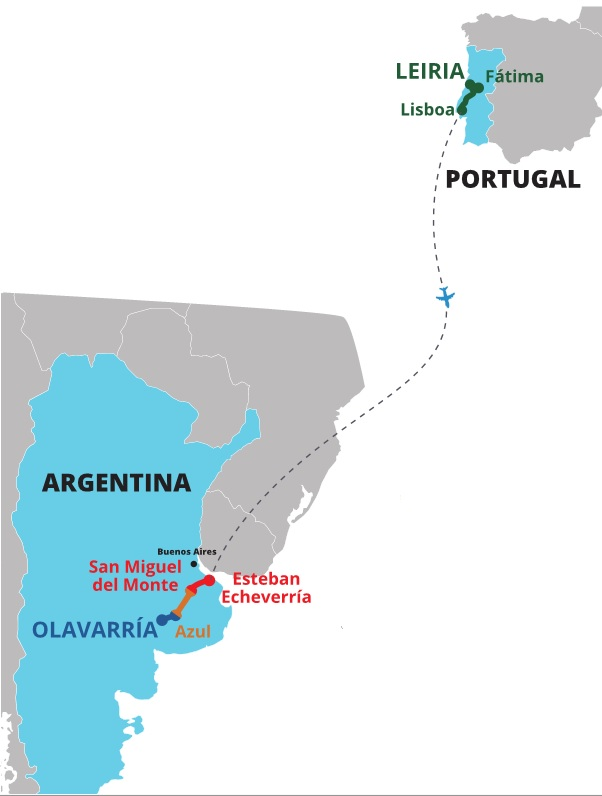 LEIRIA
Fátima
Lisboa
PORTUGAL
ARGENTINA
Buenos Aires
San Miguel
del Monte
Esteban
Echeverría
OLAVARRÍA
Azul